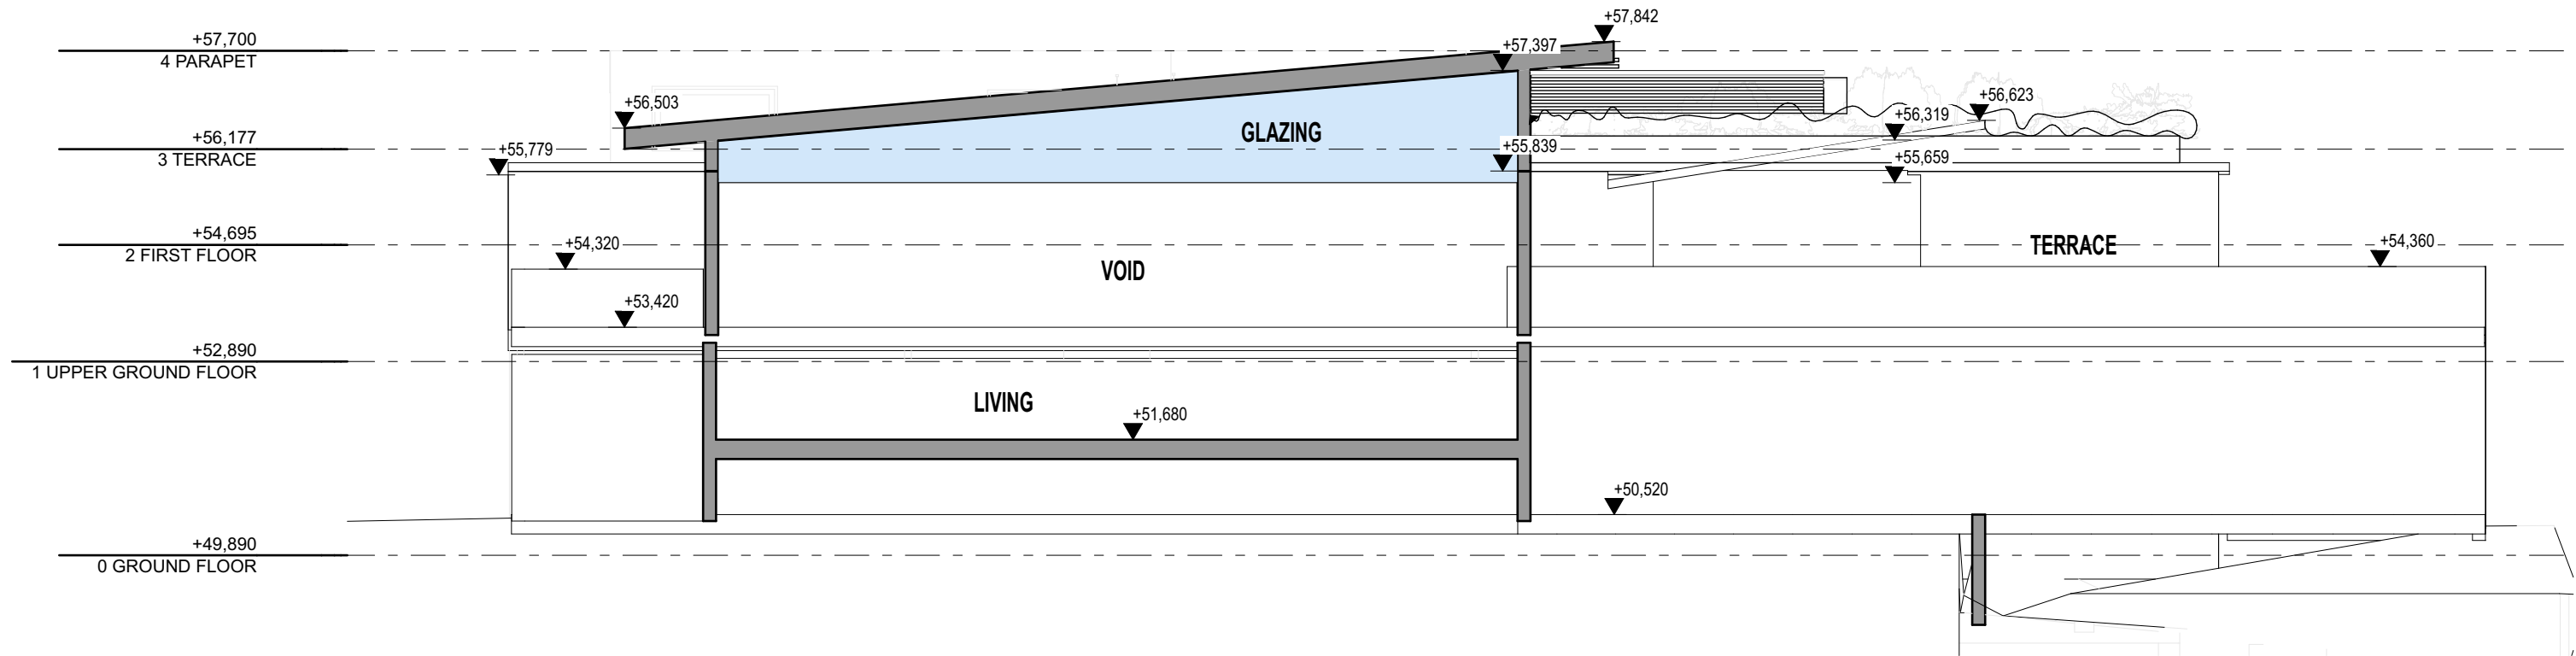 +57,842
+57,700
4 PARAPET
+57,397
+56,503
+56,623
+56,319
GLAZING
+56,177
3 TERRACE
+55,779
+55,839
+55,659
+54,695
2 FIRST FLOOR
+54,320
VOID
TERRACE
+54,360
+53,420
+52,890
1 UPPER GROUND FLOOR
LIVING
+51,680
+50,520
+49,890
0 GROUND FLOOR